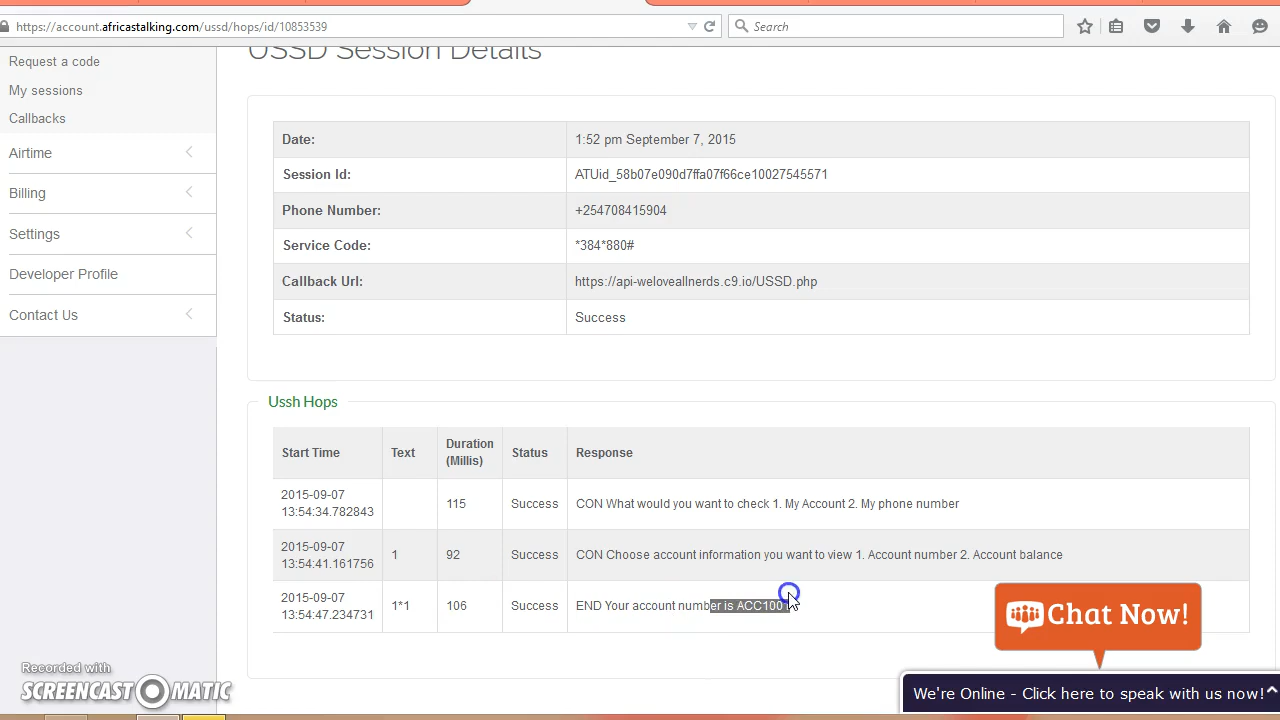 https://account.africastalking.com/ussd/hops/id/10853539
Search
USSD Session Details
Request a code
My sessions
Callbacks
Airtime
Billing
Settings
Developer Profile
Contact Us
Date: 1:52 pm September 7, 2015
Session Id: ATUid_58b07e090d7ffa07f66ce10027545571
Phone Number: +254708415904
Service Code: *384*880#
Callback Url: https://api-weloveallnerds.c9.io/USSD.php
Status: Success
Ussh Hops
Start Time Text Duration (Millis) Status Response
2015-09-07 13:54:34.782843 115 Success CON What would you want to check 1. My Account 2. My phone number
2015-09-07 13:54:41.161756 1 92 Success CON Choose account information you want to view 1. Account number 2. Account balance
2015-09-07 13:54:47.234731 1*1 106 Success END Your account number is ACC100
Chat Now!
We're Online - Click here to speak with us now!
Recorded with
SCREENCAST MATIC